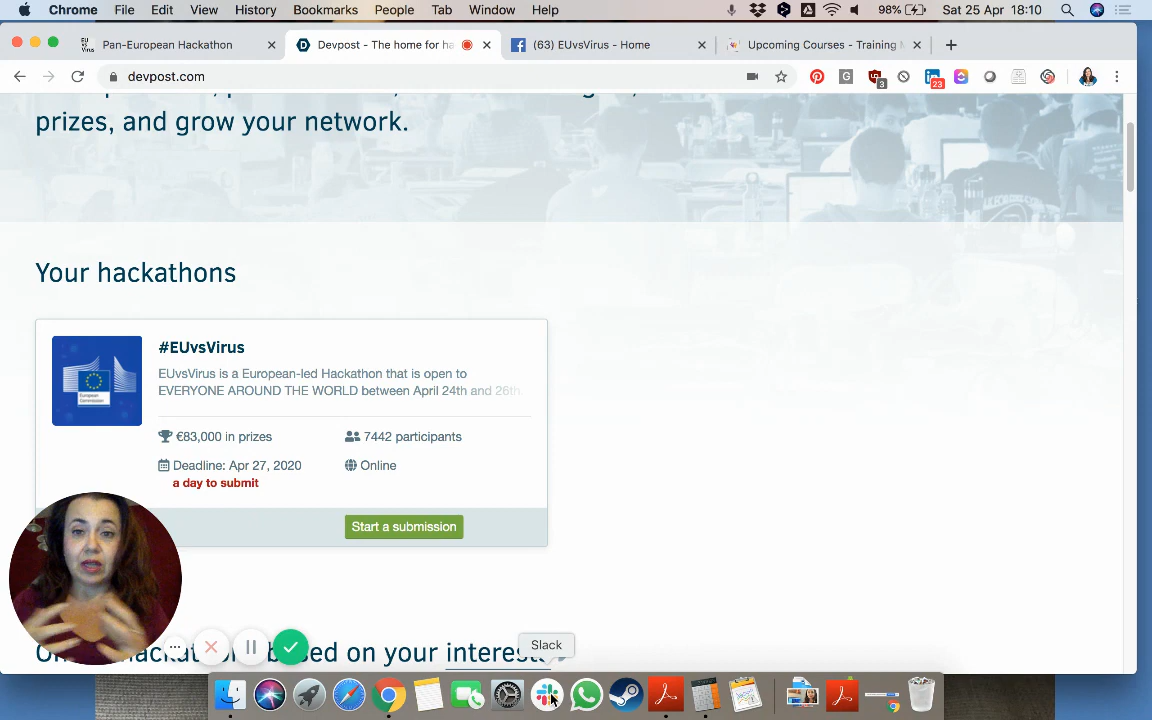 Chrome File Edit View History Bookmarks People Tab Window Help 98% Sat 25 Apr 18:10
Pan-European Hackathon
Devpost - The home for ha
(63) EUvsVirus - Home
Upcoming Courses - Training
devpost.com
3
23
prizes, and grow your network.
Your hackathons
#EUvsVirus
EUvsVirus is a European-led Hackathon that is open to
EVERYONE AROUND THE WORLD between April 24th and 26th
€83,000 in prizes
7442 participants
Deadline: Apr 27, 2020
Online
a day to submit
Start a submission
based on your interests
Slack